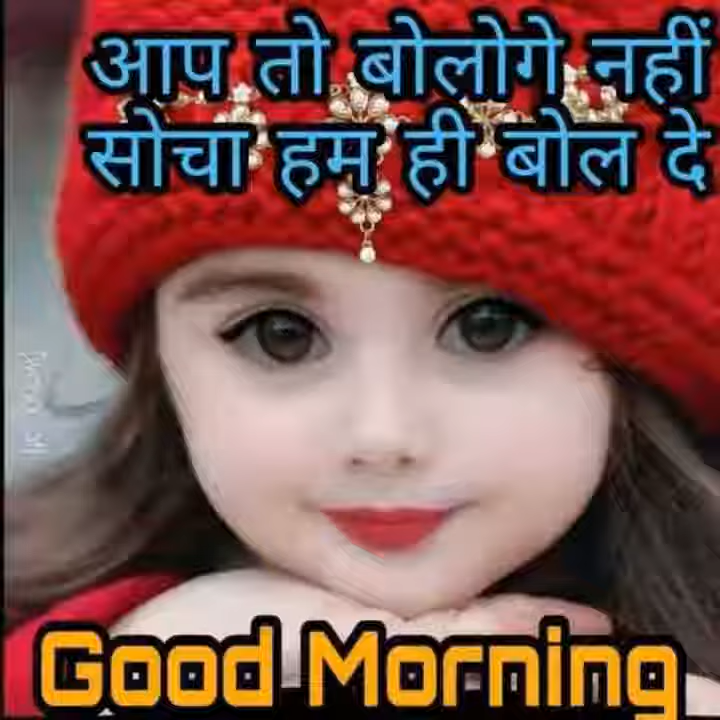 आप तो बोलोगे नहीं
सोचा हम ही बोल दे
Good Morning